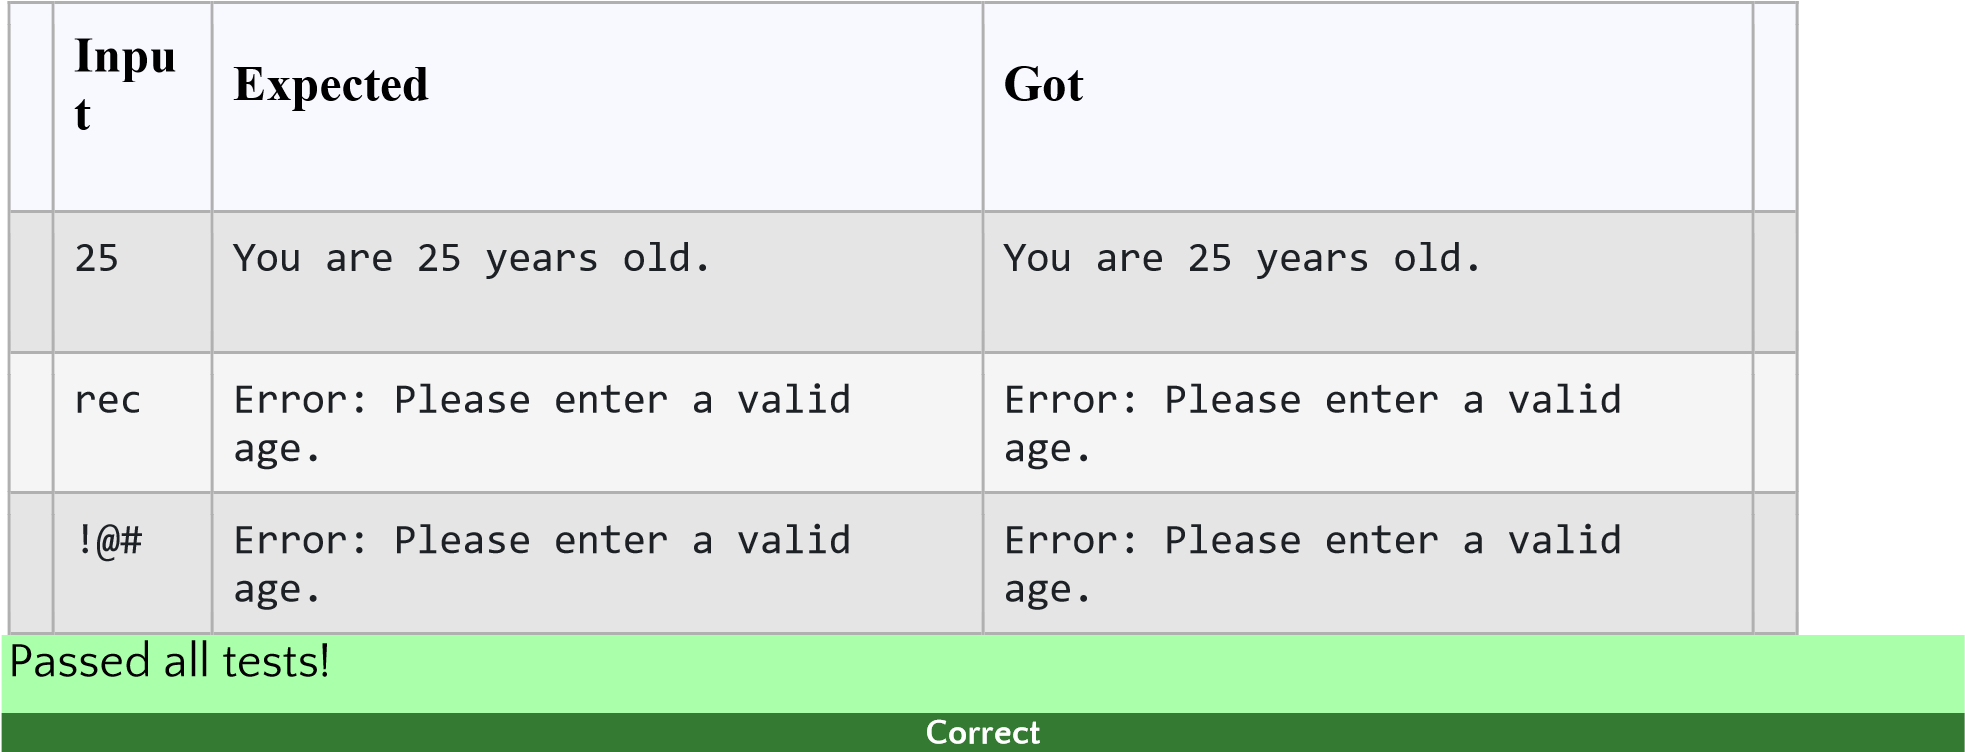 Inpu
t
Expected
Got
25
You are 25 years old.
You are 25 years old.
rec
Error: Please enter a valid
age.
Error: Please enter a valid
age.
!@#
Error: Please enter a valid
age.
Error: Please enter a valid
age.
Passed all tests!
Correct